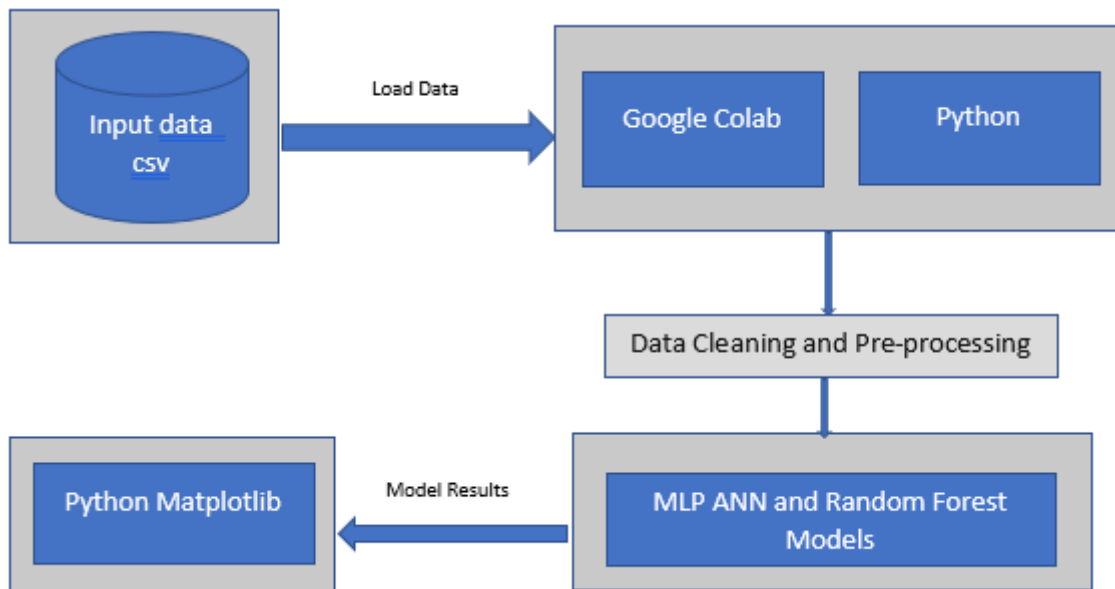 Input data
csv
Load Data
Google Colab
Python
Data Cleaning and Pre-processing
Python Matplotlib
Model Results
MLP ANN and Random Forest
Models